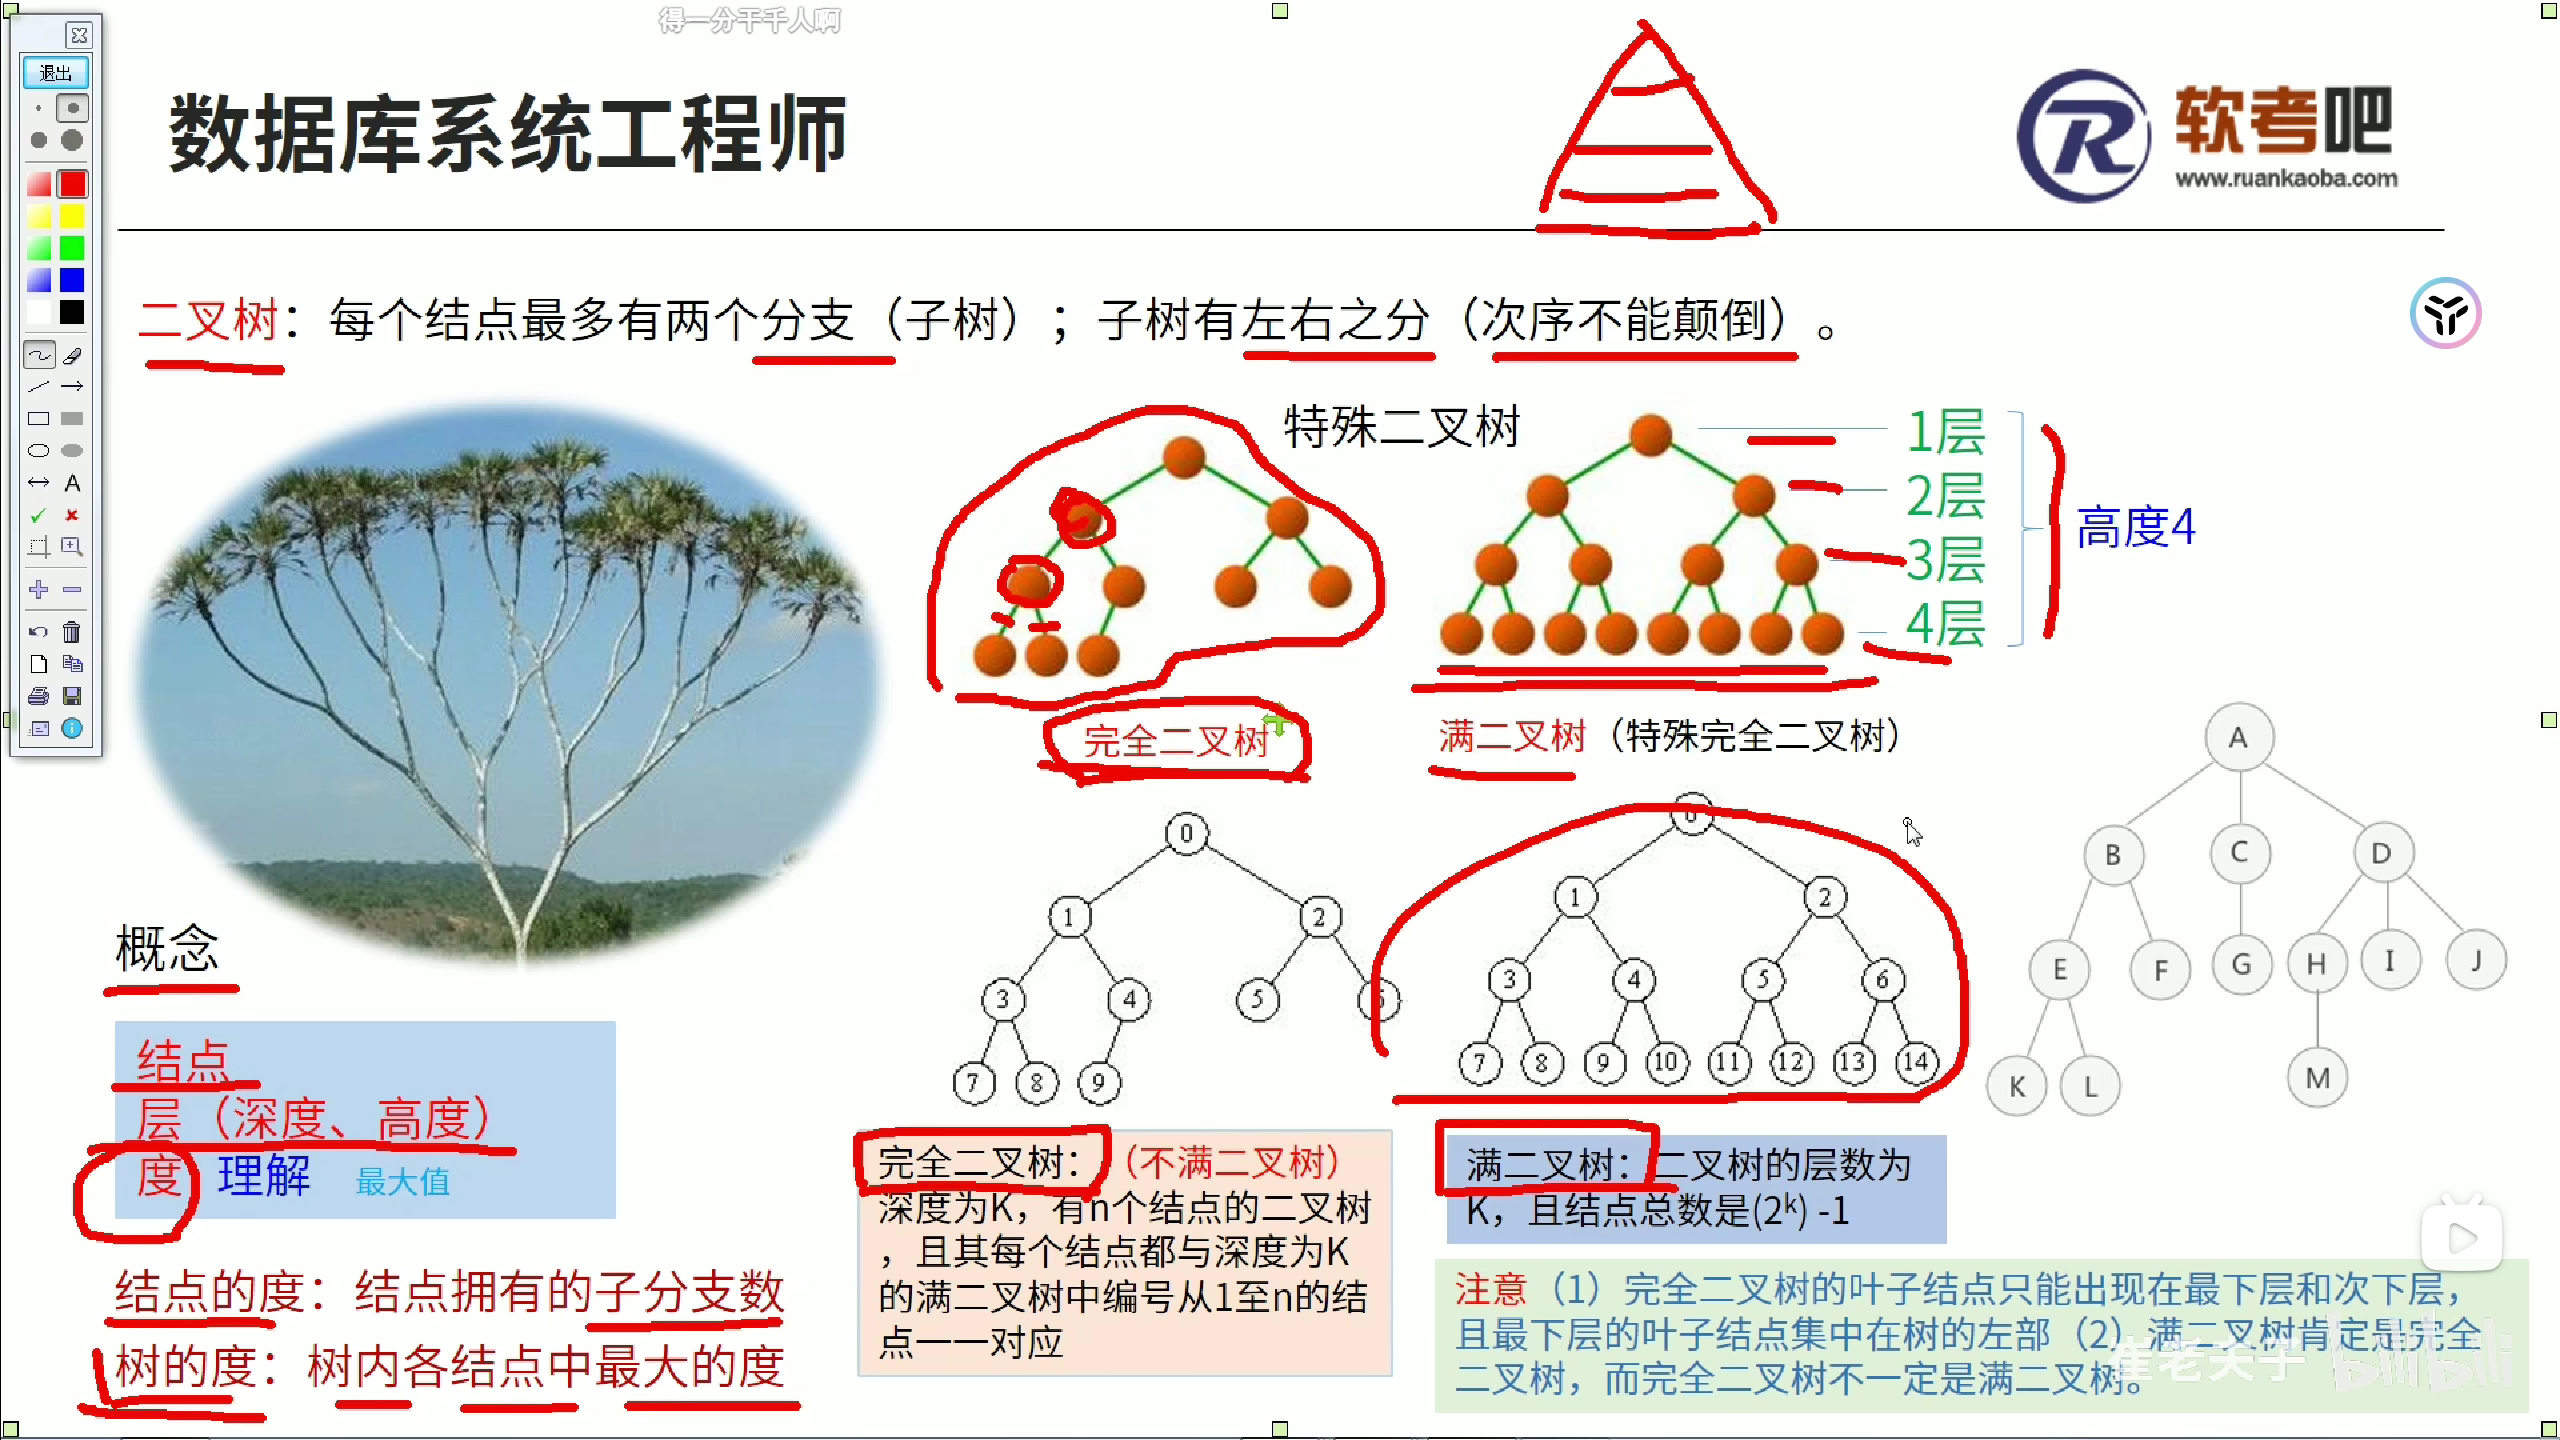 得一分干千人啊
退出
数据库系统工程师
R
软考吧
www.ruankaoba.com
二叉树：每个结点最多有两个分支（子树）；子树有左右之分（次序不能颠倒）。
特殊二叉树
1层
2层
3层
4层
高度4
完全二叉树
满二叉树（特殊完全二叉树）
0
1
2
3
4
5
6
7
8
9
0
1
2
3
4
5
6
7
8
9
10
11
12
13
14
A
B
C
D
E
F
G
H
I
J
K
L
M
概念
结点
层（深度、高度）
度 理解 最大值
结点的度：结点拥有的子分支数
树的度：树内各结点中最大的度
完全二叉树：（不满二叉树）
深度为K，有n个结点的二叉树
，且其每个结点都与深度为K
的满二叉树中编号从1至n的结
点一一对应
满二叉树：二叉树的层数为
K，且结点总数是(2ᵏ) -1
注意（1）完全二叉树的叶子结点只能出现在最下层和次下层，
且最下层的叶子结点集中在树的左部（2）满二叉树肯定是完全
二叉树，而完全二叉树不一定是满二叉树。
崔老夫子
bilibili